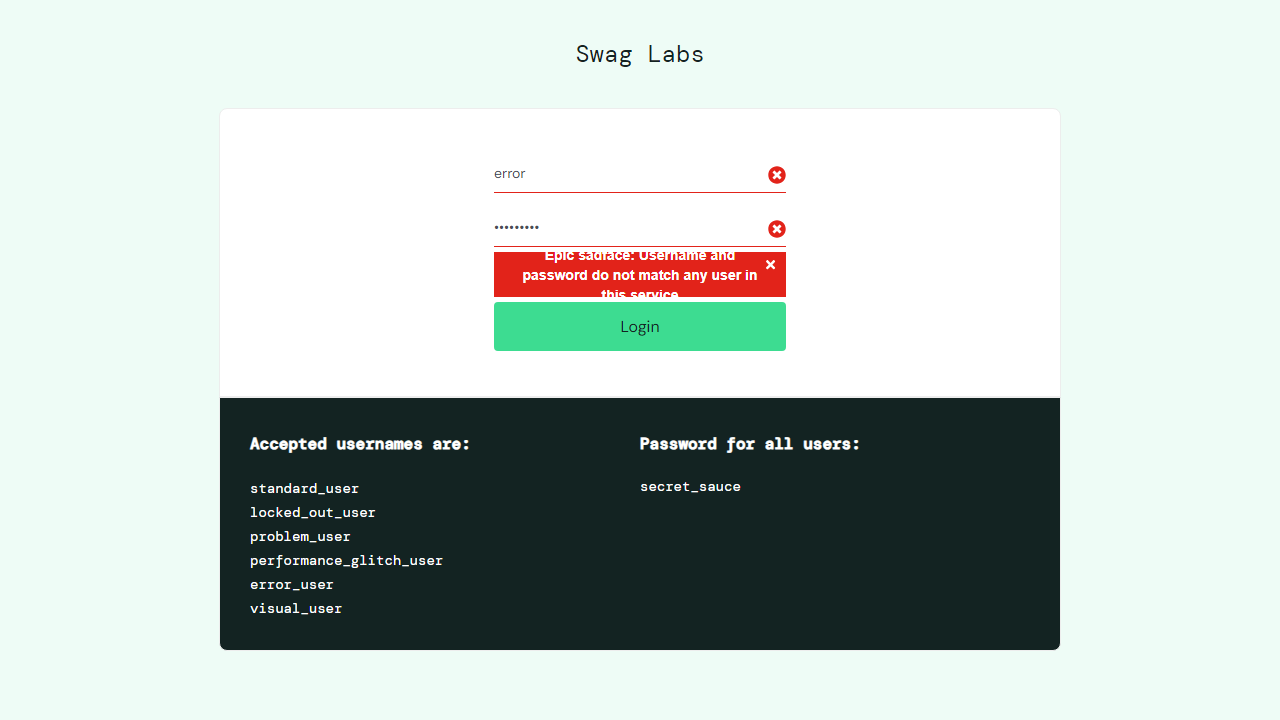 Swag Labs
error
•••••••••
Epic sadface: Username and
password do not match any user in
this service
Login
Accepted usernames are:
standard_user
locked_out_user
problem_user
performance_glitch_user
error_user
visual_user
Password for all users:
secret_sauce